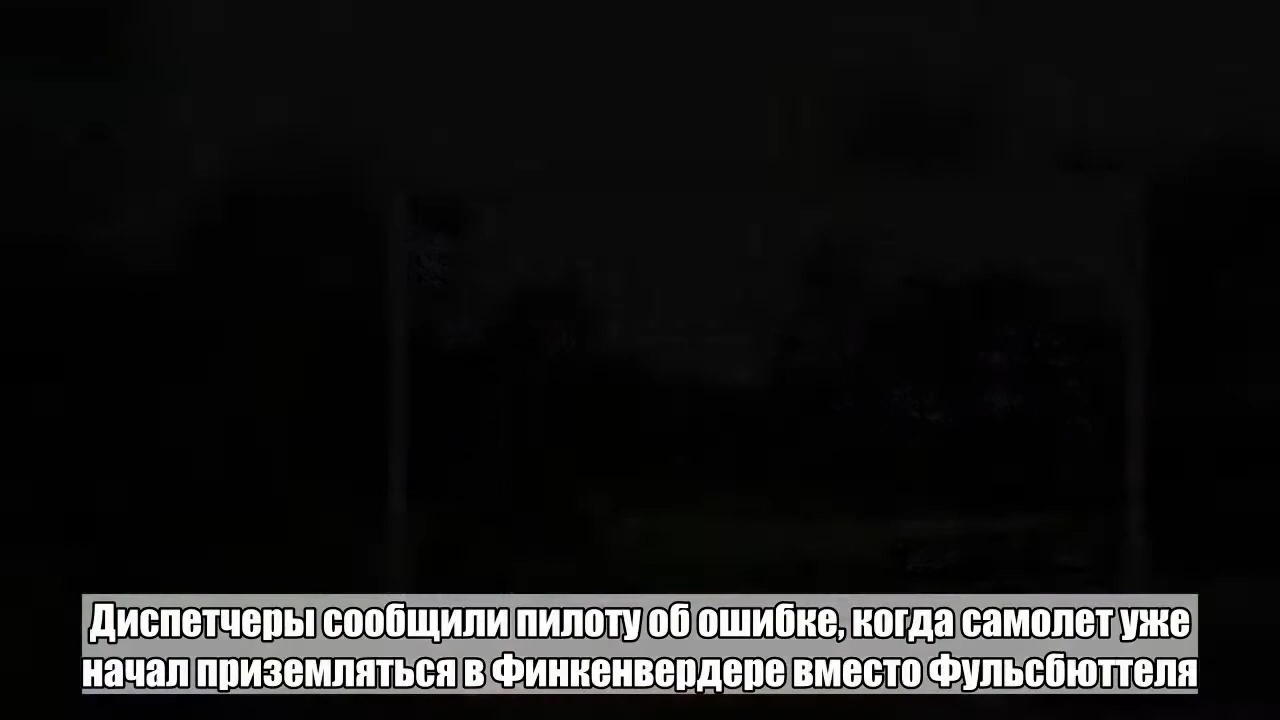 Диспетчеры сообщили пилоту об ошибке, когда самолет уже
начал приземляться в Финкенвердере вместо Фульсбюттеля